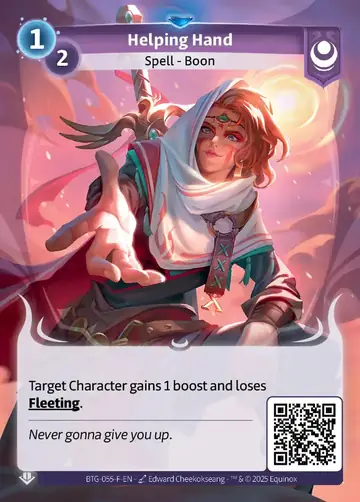 1
2
Helping Hand
Spell - Boon
Target Character gains 1 boost and loses
Fleeting.
Never gonna give you up.
BTG-055-F-EN - Edward Cheekokseang - ™ & © 2025 Equinox